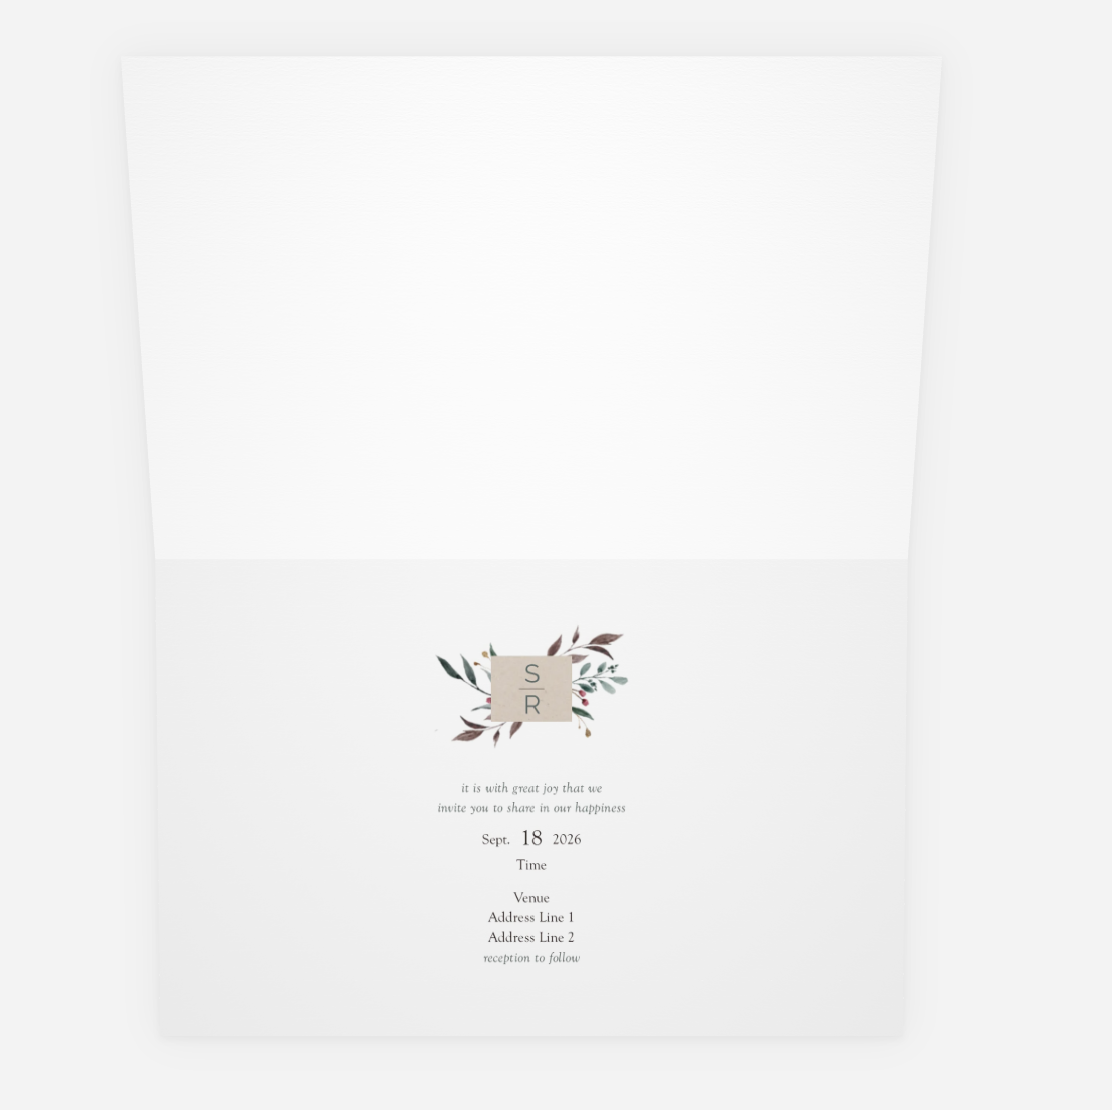 S
R
it is with great joy that we
invite you to share in our happiness
Sept. 18 2026
Time
Venue
Address Line 1
Address Line 2
reception to follow